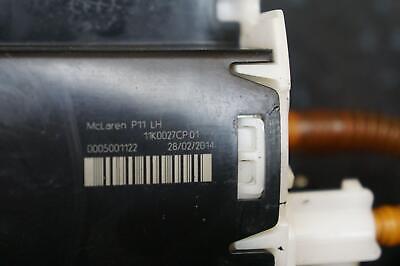 McLaren P11 LH
11K0027CP.01
0005001122 28/02/2014